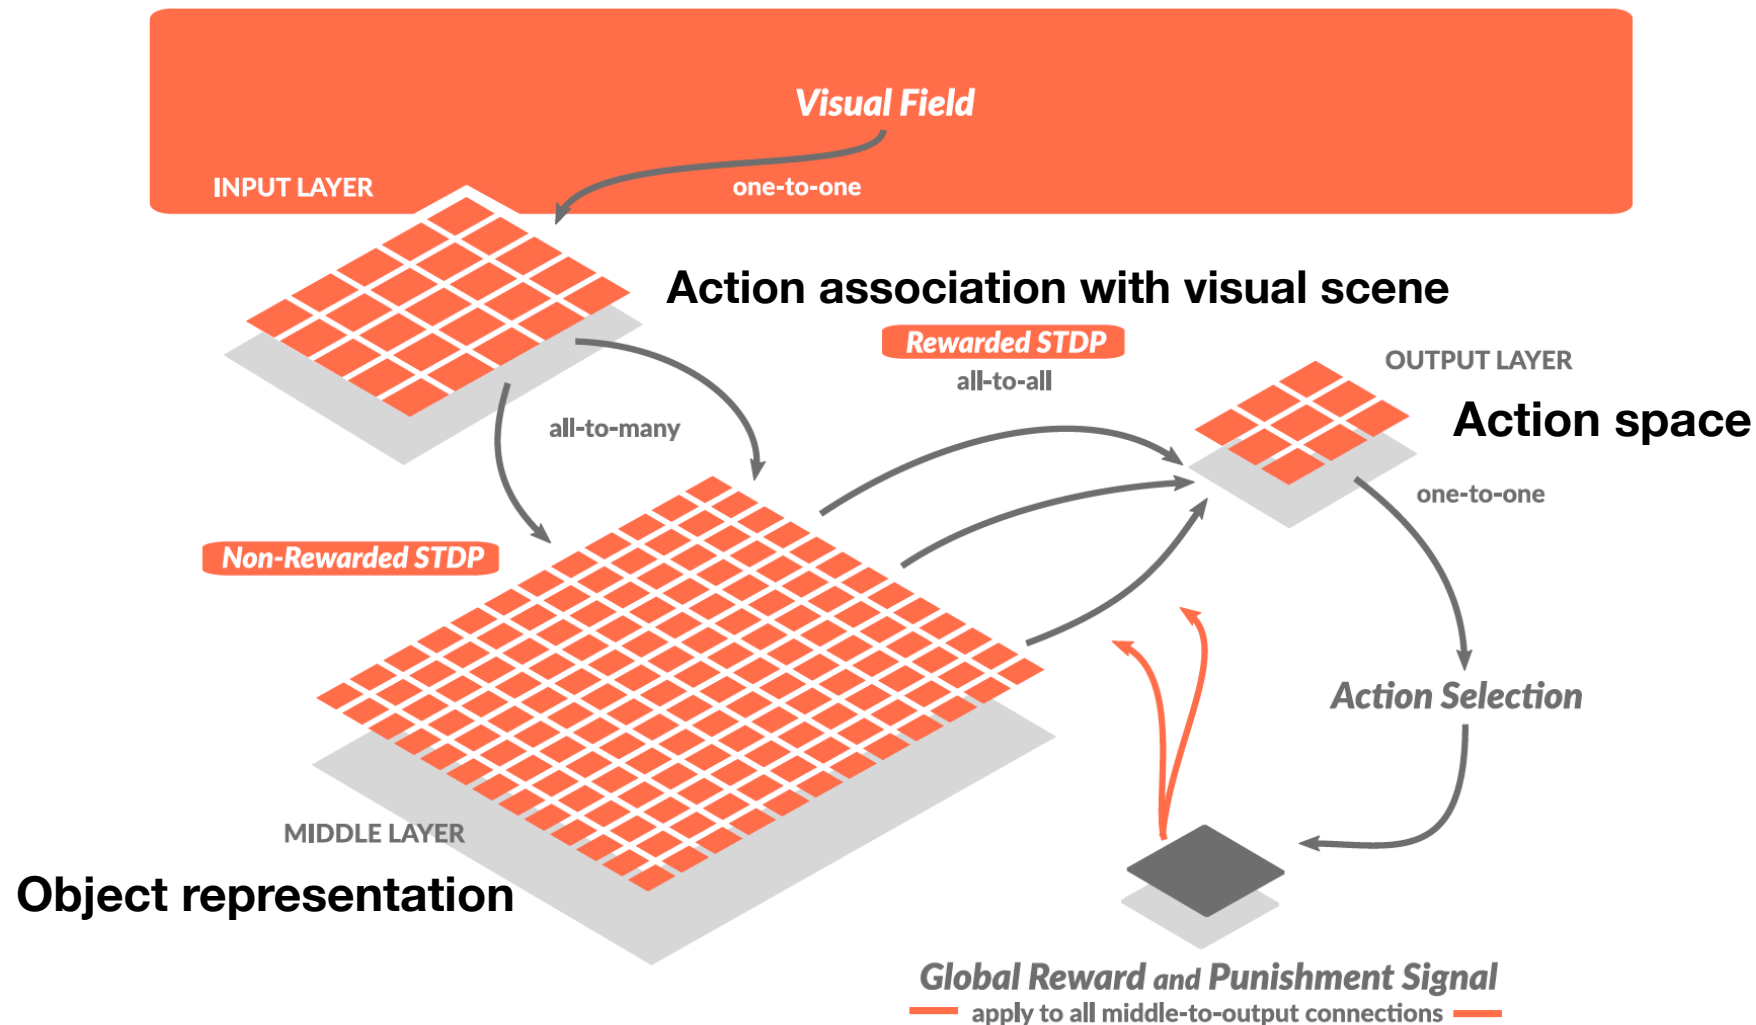 Visual Field
INPUT LAYER
one-to-one
Action association with visual scene
Rewarded STDP
all-to-all
OUTPUT LAYER
Action space
all-to-many
one-to-one
Non-Rewarded STDP
Action Selection
MIDDLE LAYER
Object representation
Global Reward and Punishment Signal
apply to all middle-to-output connections